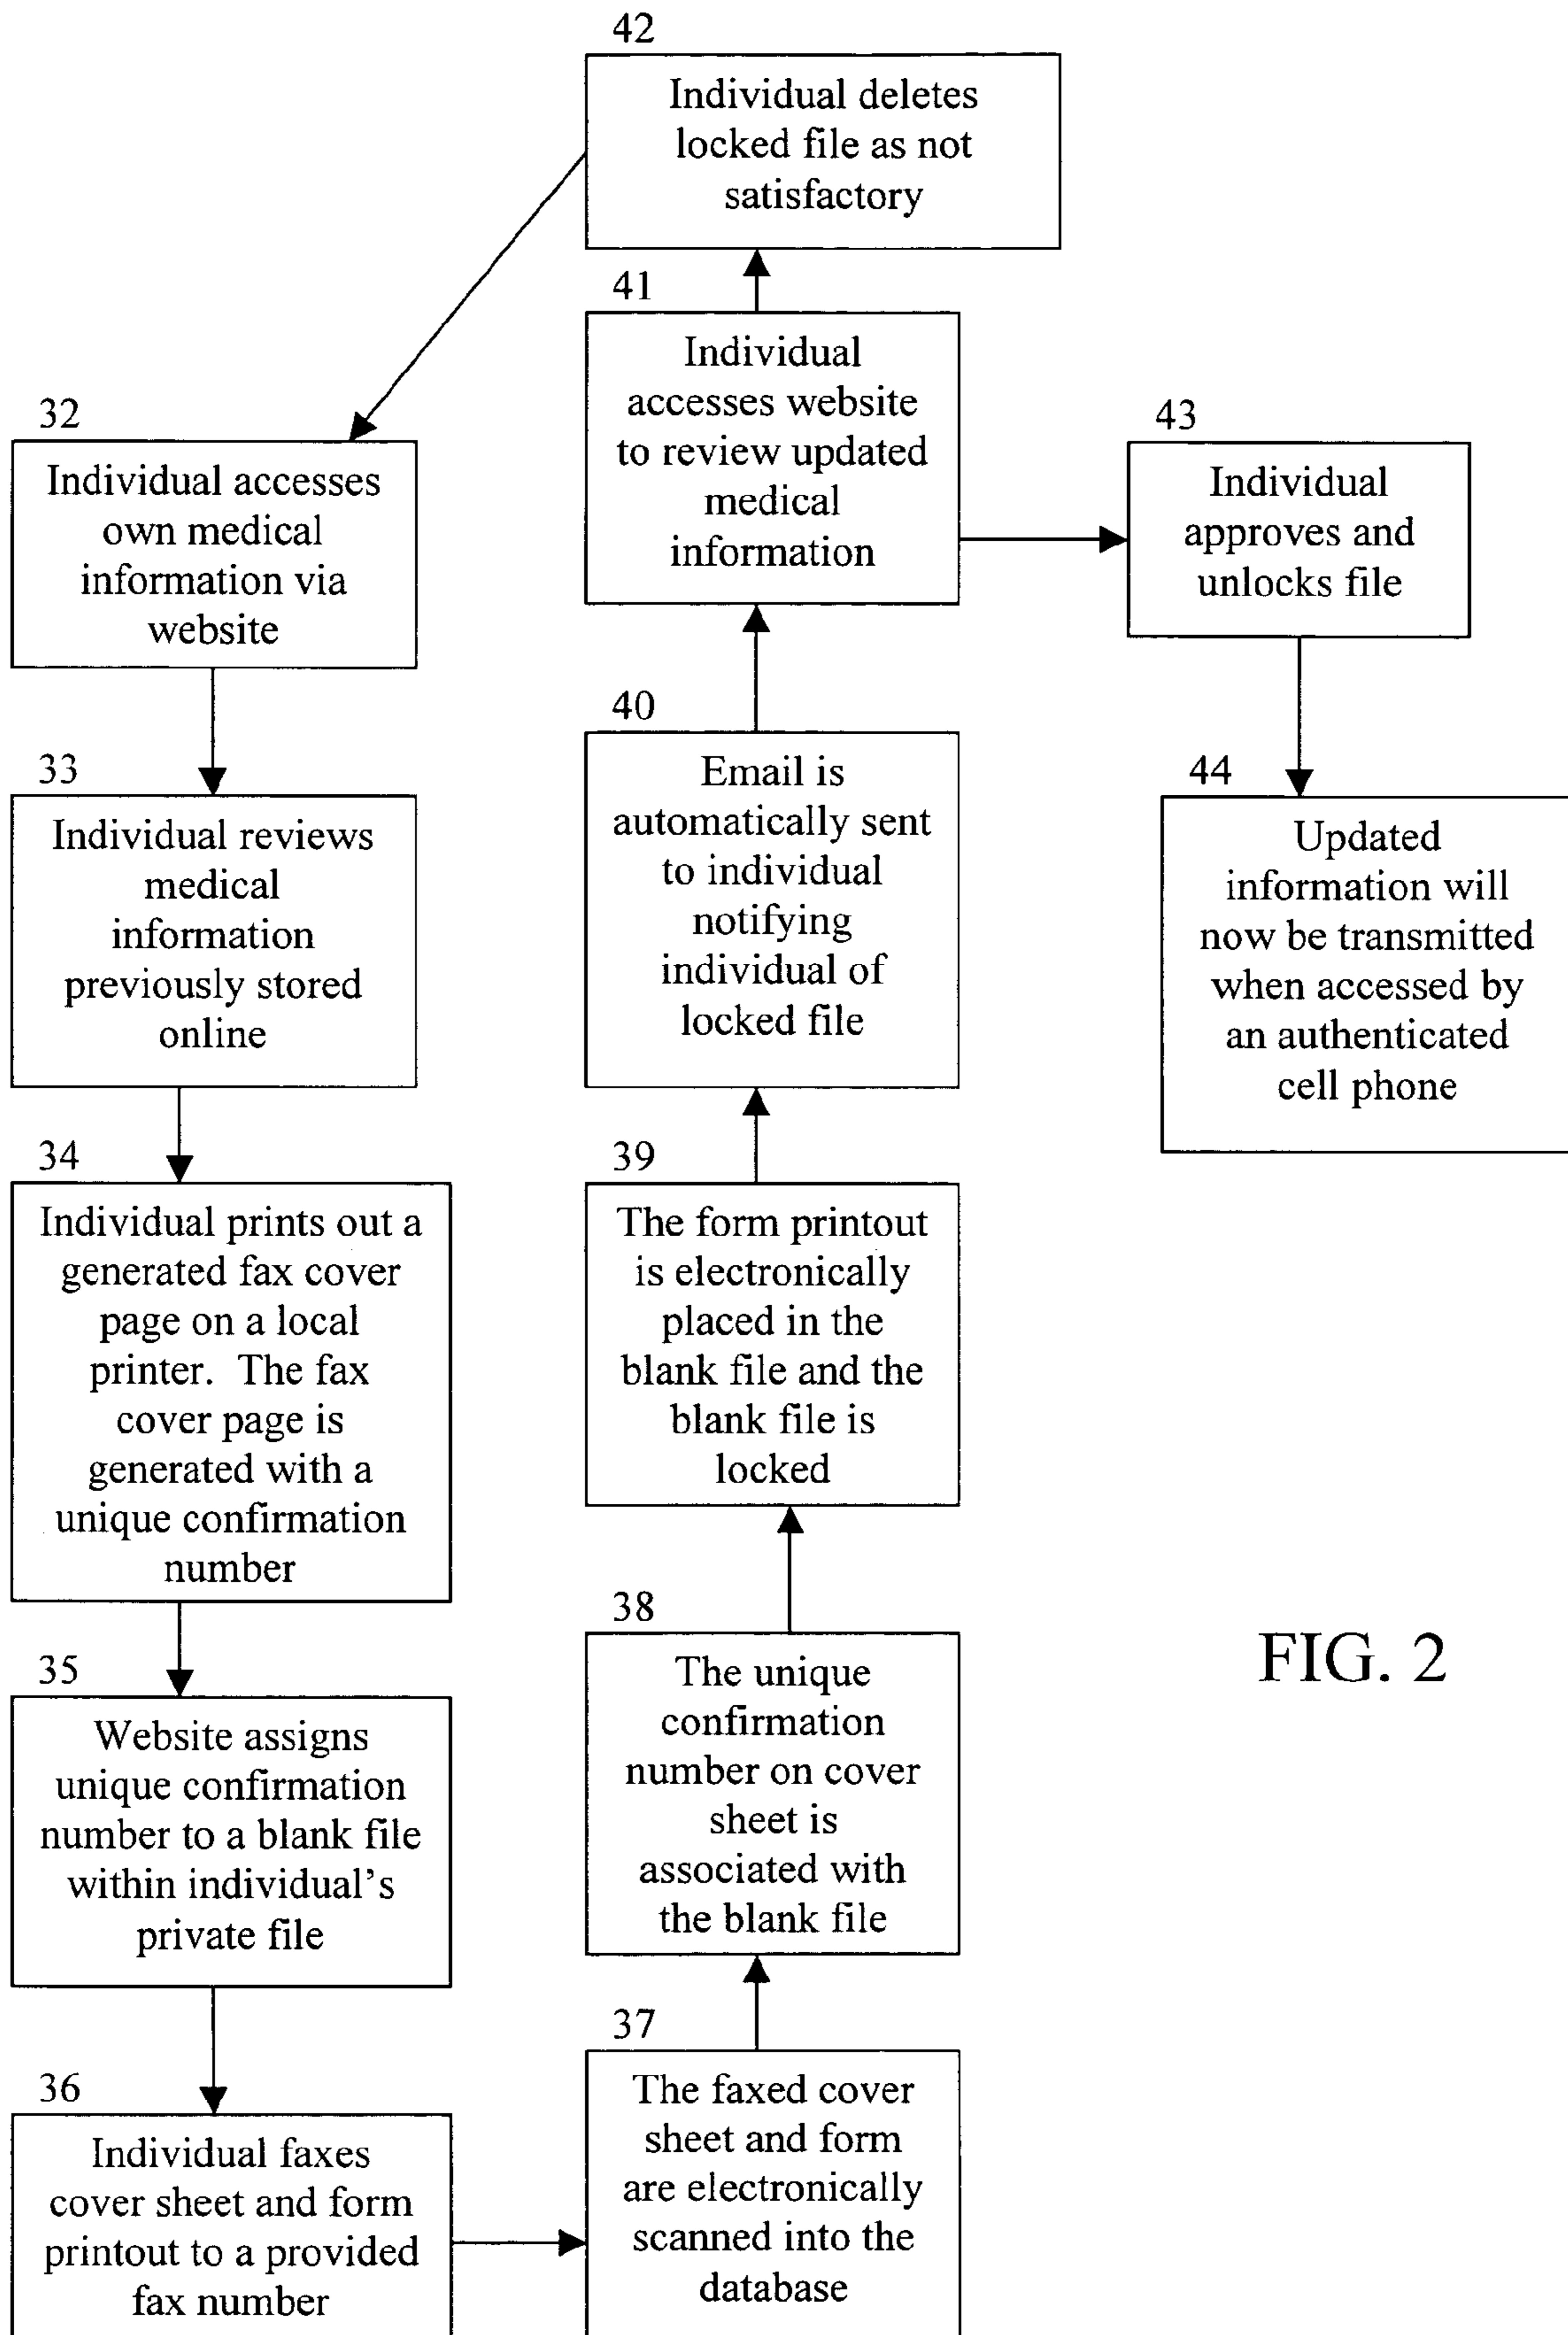 42
Individual deletes
locked file as not
satisfactory
41
Individual
accesses website
to review updated
medical
information
32
Individual accesses
own medical
information via
website
43
Individual
approves and
unlocks file
33
Individual reviews
medical
information
previously stored
online
40
Email is
automatically sent
to individual
notifying
individual of
locked file
44
Updated
information will
now be transmitted
when accessed by
an authenticated
cell phone
34
Individual prints out a
generated fax cover
page on a local
printer. The fax
cover page is
generated with a
unique confirmation
number
39
The form printout
is electronically
placed in the
blank file and the
blank file is
locked
35
Website assigns
unique confirmation
number to a blank file
within individual's
private file
38
The unique
confirmation
number on cover
sheet is
associated with
the blank file
36
Individual faxes
cover sheet and form
printout to a provided
fax number
37
The faxed cover
sheet and form
are electronically
scanned into the
database
FIG. 2